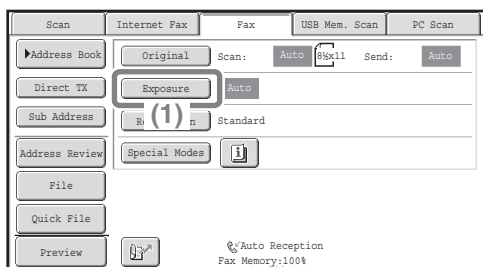 Scan Internet Fax Fax USB Mem. Scan PC Scan
Address Book Original Scan: Auto 8½x11 Send: Auto
Direct TX Exposure Auto
Sub Address (1) Standard
Address Review Special Modes
File
Quick File
Preview Auto Reception
Fax Memory:100%